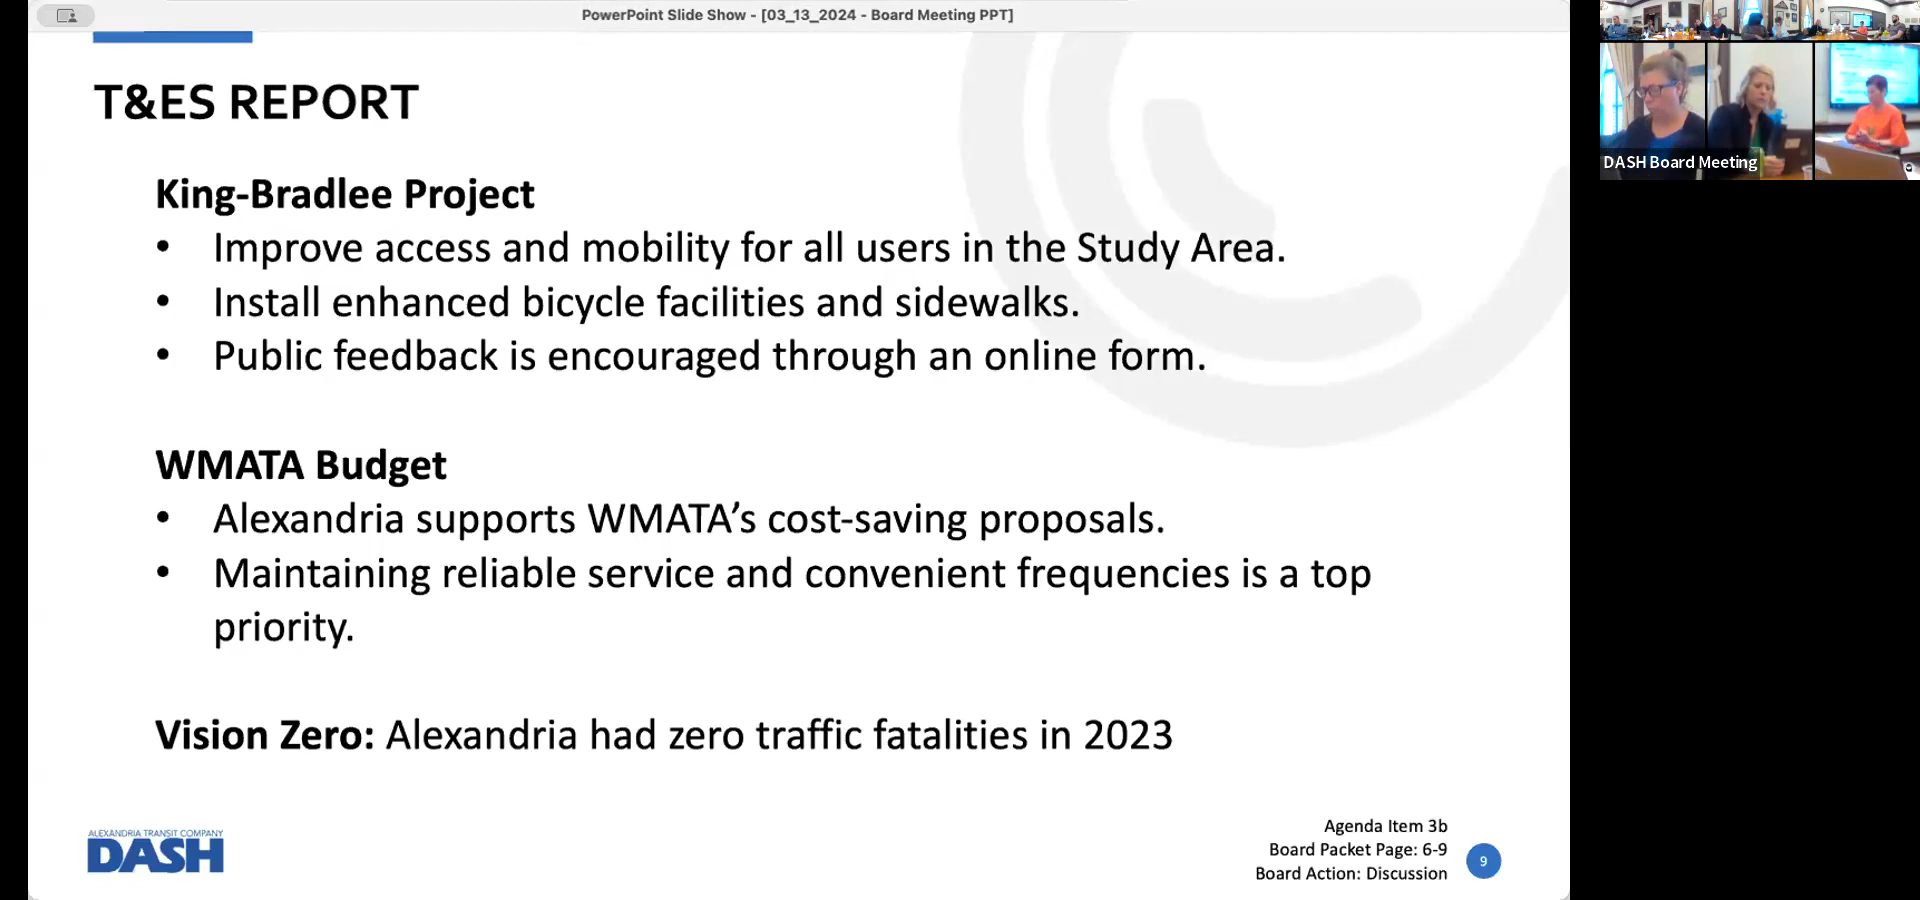 PowerPoint Slide Show - [03_13_2024 - Board Meeting PPT]
T&ES REPORT
King-Bradlee Project
• Improve access and mobility for all users in the Study Area.
• Install enhanced bicycle facilities and sidewalks.
• Public feedback is encouraged through an online form.
WMATA Budget
• Alexandria supports WMATA’s cost-saving proposals.
• Maintaining reliable service and convenient frequencies is a top
priority.
Vision Zero: Alexandria had zero traffic fatalities in 2023
ALEXANDRIA TRANSIT COMPANY
DASH
Agenda Item 3b
Board Packet Page: 6-9
Board Action: Discussion
9
DASH Board Meeting